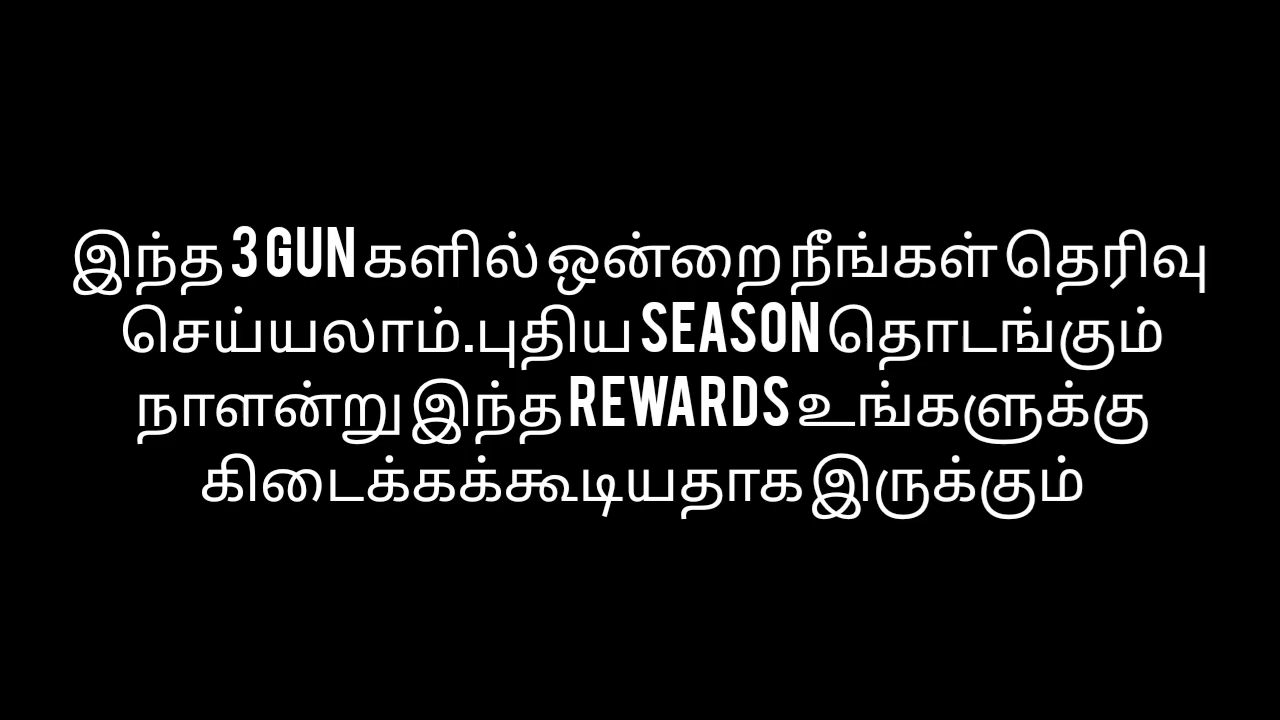 இந்த 3 GUN களில் ஒன்றை நீங்கள் தெரிவு
செய்யலாம்.புதிய SEASON தொடங்கும்
நாளன்று இந்த REWARDS உங்களுக்கு
கிடைக்கக்கூடியதாக இருக்கும்